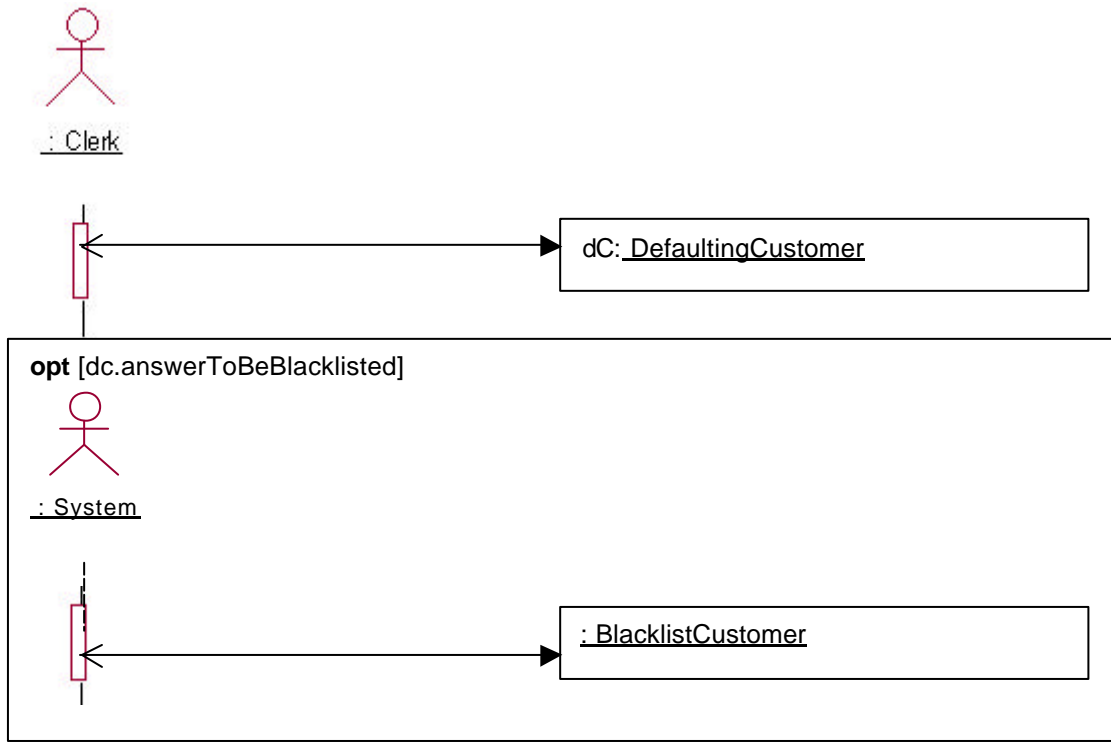 : Clerk
dC: DefaultingCustomer
opt [dc.answerToBeBlacklisted]
: System
: BlacklistCustomer